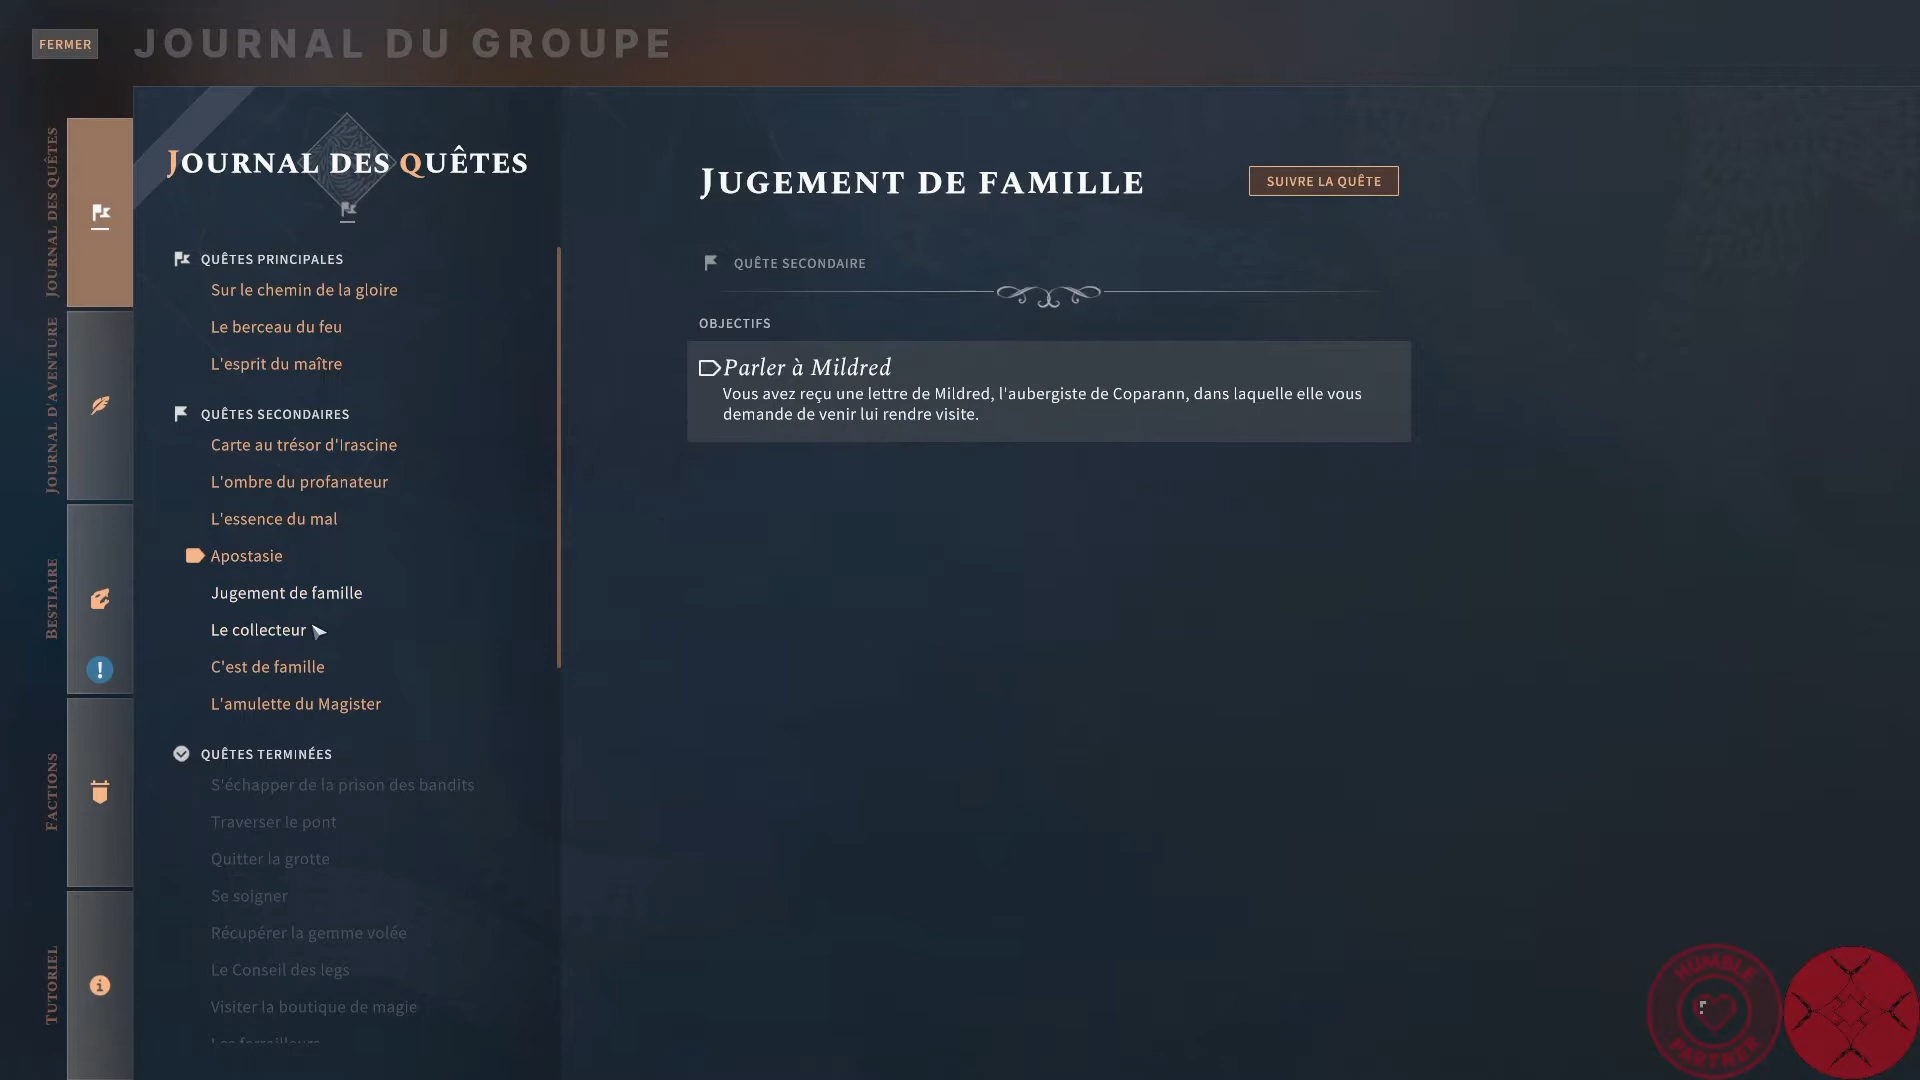 FERMER
JOURNAL DU GROUPE
JOURNAL DES QUÊTES
JOURNAL D'AVENTURE
BESTIAIRE
FACTIONS
TUTORIEL
JOURNAL DES QUÊTES
QUÊTES PRINCIPALES
Sur le chemin de la gloire
Le berceau du feu
L'esprit du maître
QUÊTES SECONDAIRES
Carte au trésor d'Irascine
L'ombre du profanateur
L'essence du mal
Apostasie
Jugement de famille
Le collecteur
C'est de famille
L'amulette du Magister
QUÊTES TERMINÉES
S'échapper de la prison des bandits
Traverser le pont
Quitter la grotte
Se soigner
Récupérer la gemme volée
Le Conseil des legs
Visiter la boutique de magie
JUGEMENT DE FAMILLE
SUIVRE LA QUÊTE
QUÊTE SECONDAIRE
OBJECTIFS
Parler à Mildred
Vous avez reçu une lettre de Mildred, l'aubergiste de Coparann, dans laquelle elle vous
demande de venir lui rendre visite.
HUMBLE
PARTNER